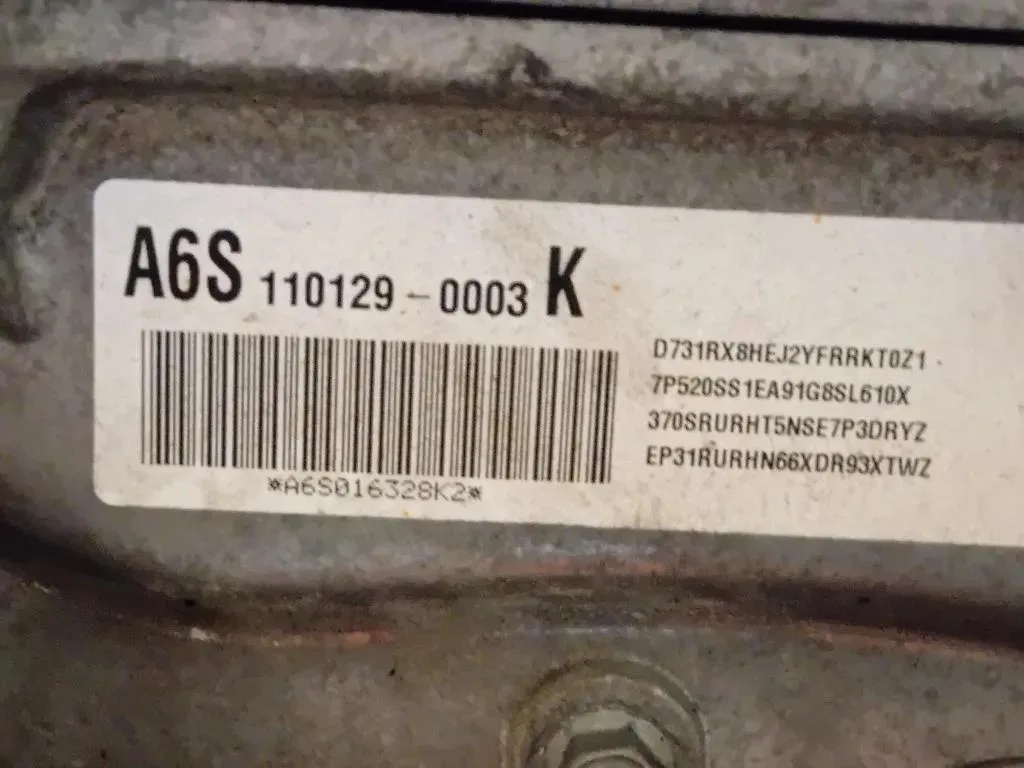 A6S 110129-0003 K
*A6S016328K2*
D731RX8HEJ2YFRRKT0Z1
7P520SS1EA91G8SL610X
370SRURHT5NSE7P3DRYZ
EP31RURHN66XDR93XTWZ